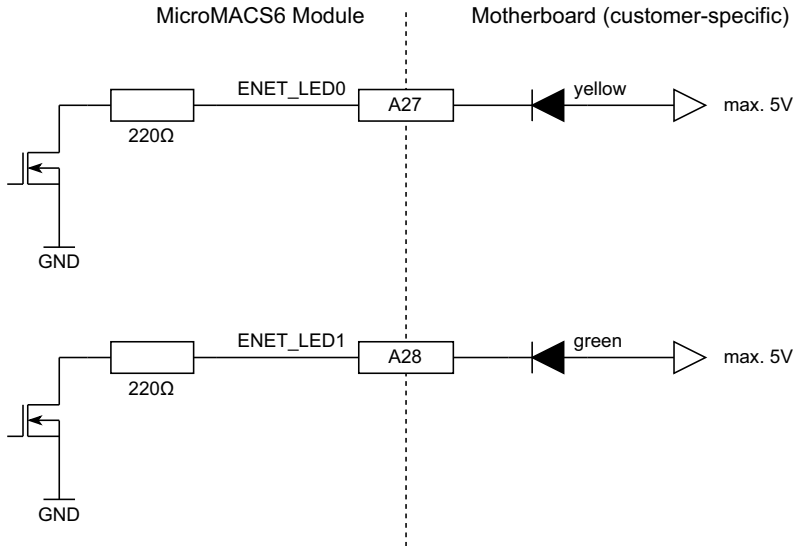 MicroMACS6 Module
Motherboard (customer-specific)
ENET_LED0
A27
yellow
max. 5V
220Ω
GND
ENET_LED1
A28
green
max. 5V
220Ω
GND